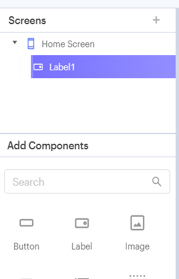 Screens
Home Screen
Label1
Add Components
Search
Button Label Image